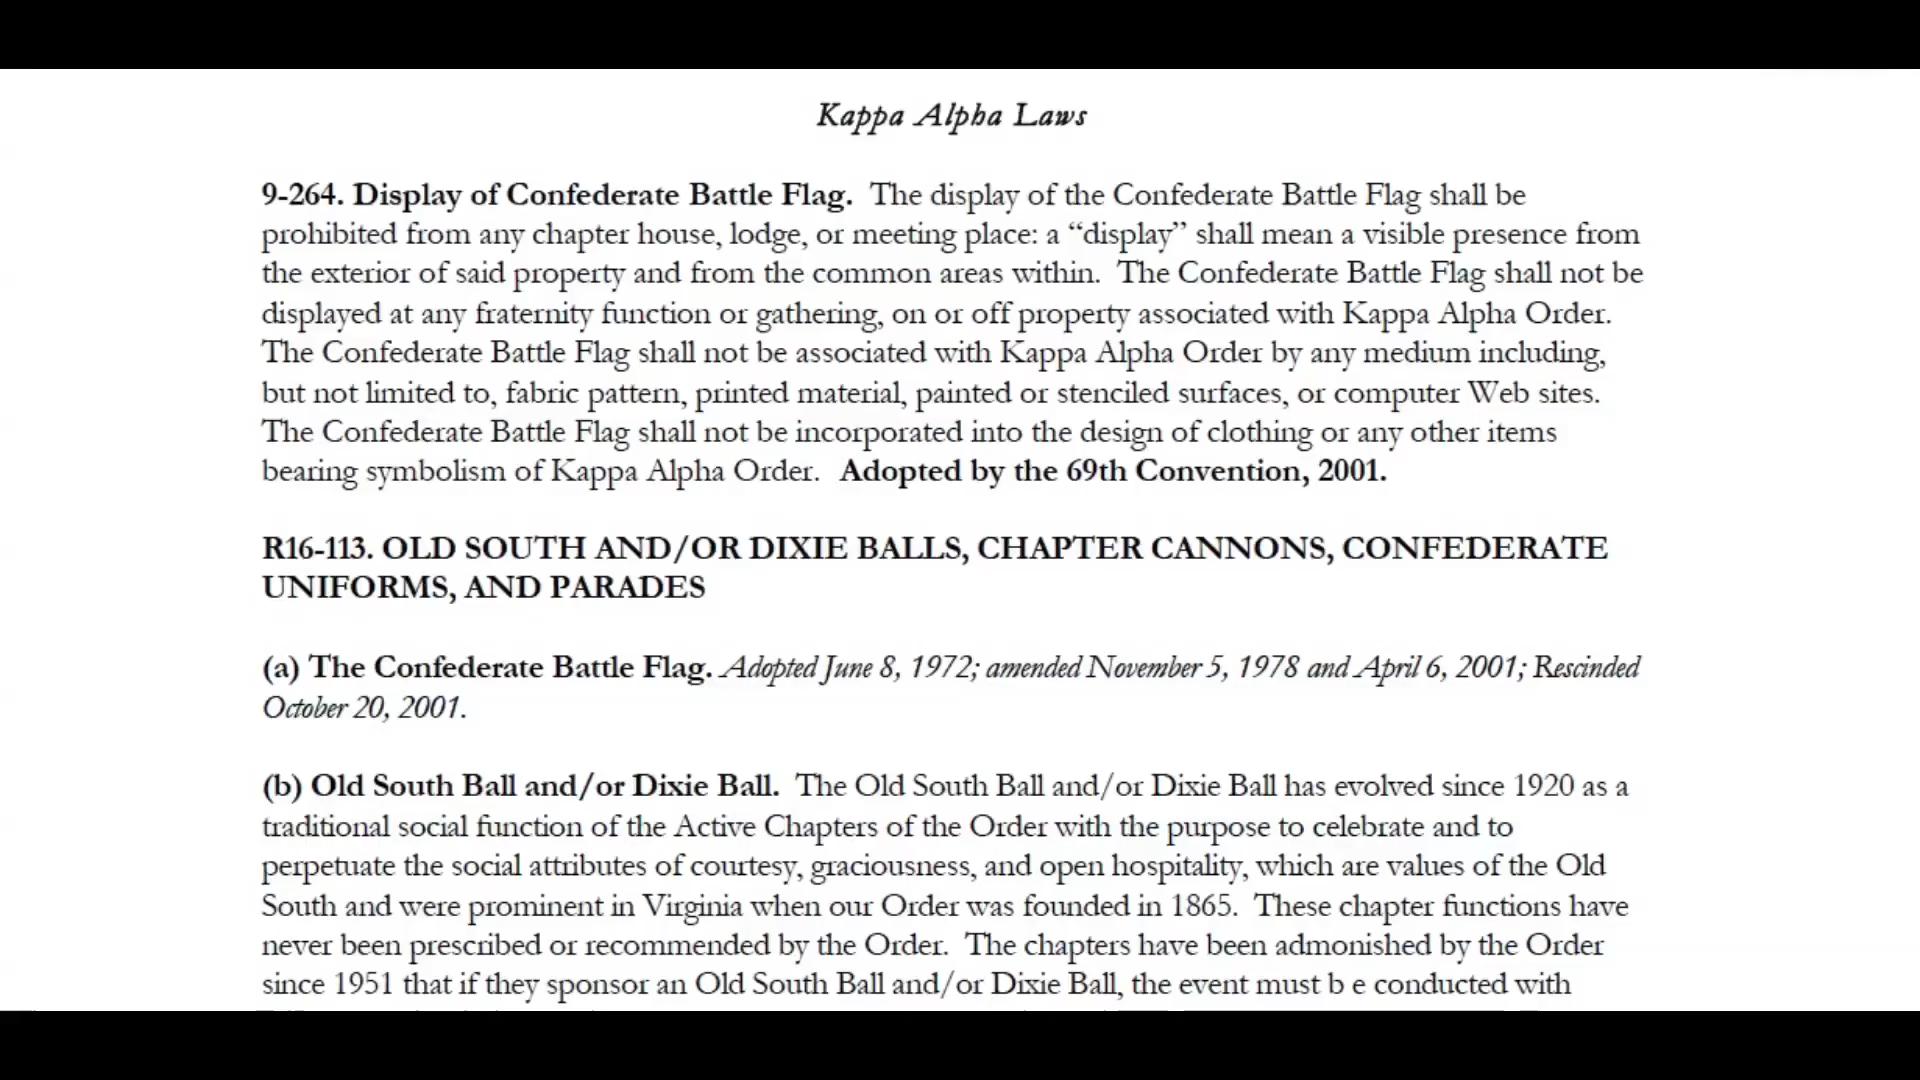 Kappa Alpha Laws
9-264. Display of Confederate Battle Flag. The display of the Confederate Battle Flag shall be
prohibited from any chapter house, lodge, or meeting place: a “display” shall mean a visible presence from
the exterior of said property and from the common areas within. The Confederate Battle Flag shall not be
displayed at any fraternity function or gathering, on or off property associated with Kappa Alpha Order.
The Confederate Battle Flag shall not be associated with Kappa Alpha Order by any medium including,
but not limited to, fabric pattern, printed material, painted or stenciled surfaces, or computer Web sites.
The Confederate Battle Flag shall not be incorporated into the design of clothing or any other items
bearing symbolism of Kappa Alpha Order. Adopted by the 69th Convention, 2001.
R16-113. OLD SOUTH AND/OR DIXIE BALLS, CHAPTER CANNONS, CONFEDERATE
UNIFORMS, AND PARADES
(a) The Confederate Battle Flag. Adopted June 8, 1972; amended November 5, 1978 and April 6, 2001; Rescinded
October 20, 2001.
(b) Old South Ball and/or Dixie Ball. The Old South Ball and/or Dixie Ball has evolved since 1920 as a
traditional social function of the Active Chapters of the Order with the purpose to celebrate and to
perpetuate the social attributes of courtesy, graciousness, and open hospitality, which are values of the Old
South and were prominent in Virginia when our Order was founded in 1865. These chapter functions have
never been prescribed or recommended by the Order. The chapters have been admonished by the Order
since 1951 that if they sponsor an Old South Ball and/or Dixie Ball, the event must b e conducted with